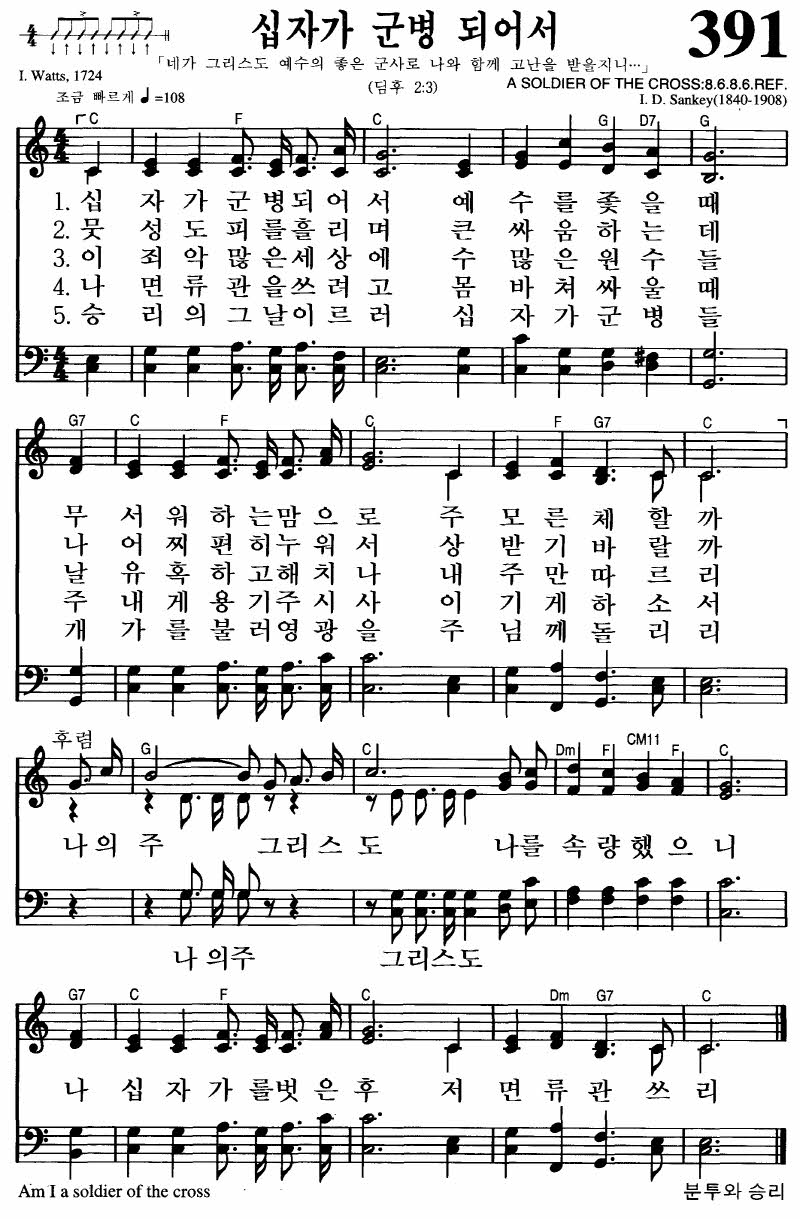 십자가 군병 되어서 391
「네가 그리스도 예수의 좋은 군사로 나와 함께 고난을 받을지니…」
I. Watts, 1724 (딤후 2:3) A SOLDIER OF THE CROSS:8.6.8.6.REF.
조금 빠르게 ♩=108 I. D. Sankey(1840-1908)
C F C G D7 G
1. 십 자 가 군 병 되 어 서 예 수 를 좇 을 때
2. 뭇 성 도 피 를 흘 리 며 큰 싸 움 하 는 데
3. 이 죄 악 많 은 세 상 에 수 많 은 원 수 들
4. 나 면 류 관 을 쓰 려 고 몸 바 쳐 싸 울 때
5. 승 리 의 그 날 이 르 러 십 자 가 군 병 들
G7 C F C F G7 C
무 서 워 하 는 맘 으 로 주 모 른 체 할 까
나 어 찌 편 히 누 워 서 상 받 기 바 랄 까
날 유 혹 하 고 해 치 나 내 주 만 따 르 리
주 내 게 용 기 주 시 사 이 기 게 하 소 서
개 가 를 불 러 영 광 을 주 님 께 돌 리 리
후렴
G C Dm F CM11 F C
나 의 주 그 리 스 도 나 를 속 량 했 으 니
나 의 주 그 리 스 도
G7 C F C Dm G7 C
나 십 자 가 를 벗 은 후 저 면 류 관 쓰 리
Am I a soldier of the cross 분투와 승리